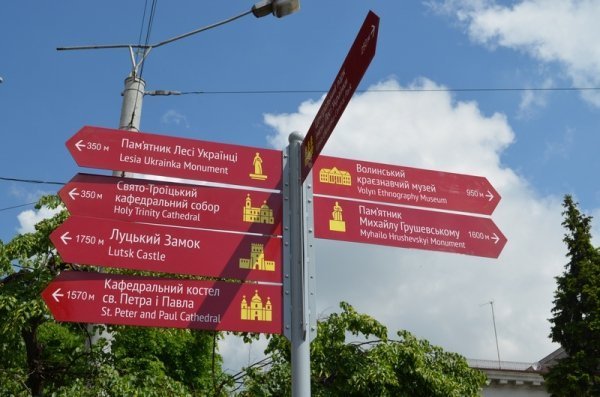 350 м
Пам'ятник Лесі Українці
Lesia Ukrainka Monument
350 м
Свято-Троїцький
кафедральний собор
Holy Trinity Cathedral
1750 м
Луцький Замок
Lutsk Castle
1570 м
Кафедральний костел
св. Петра і Павла
St. Peter and Paul Cathedral
Волинський
краєзнавчий музей
Volyn Ethnography Museum
950 м
Пам'ятник
Михайлу Грушевському
Myhailo Hrushevskyi Monument
1600 м